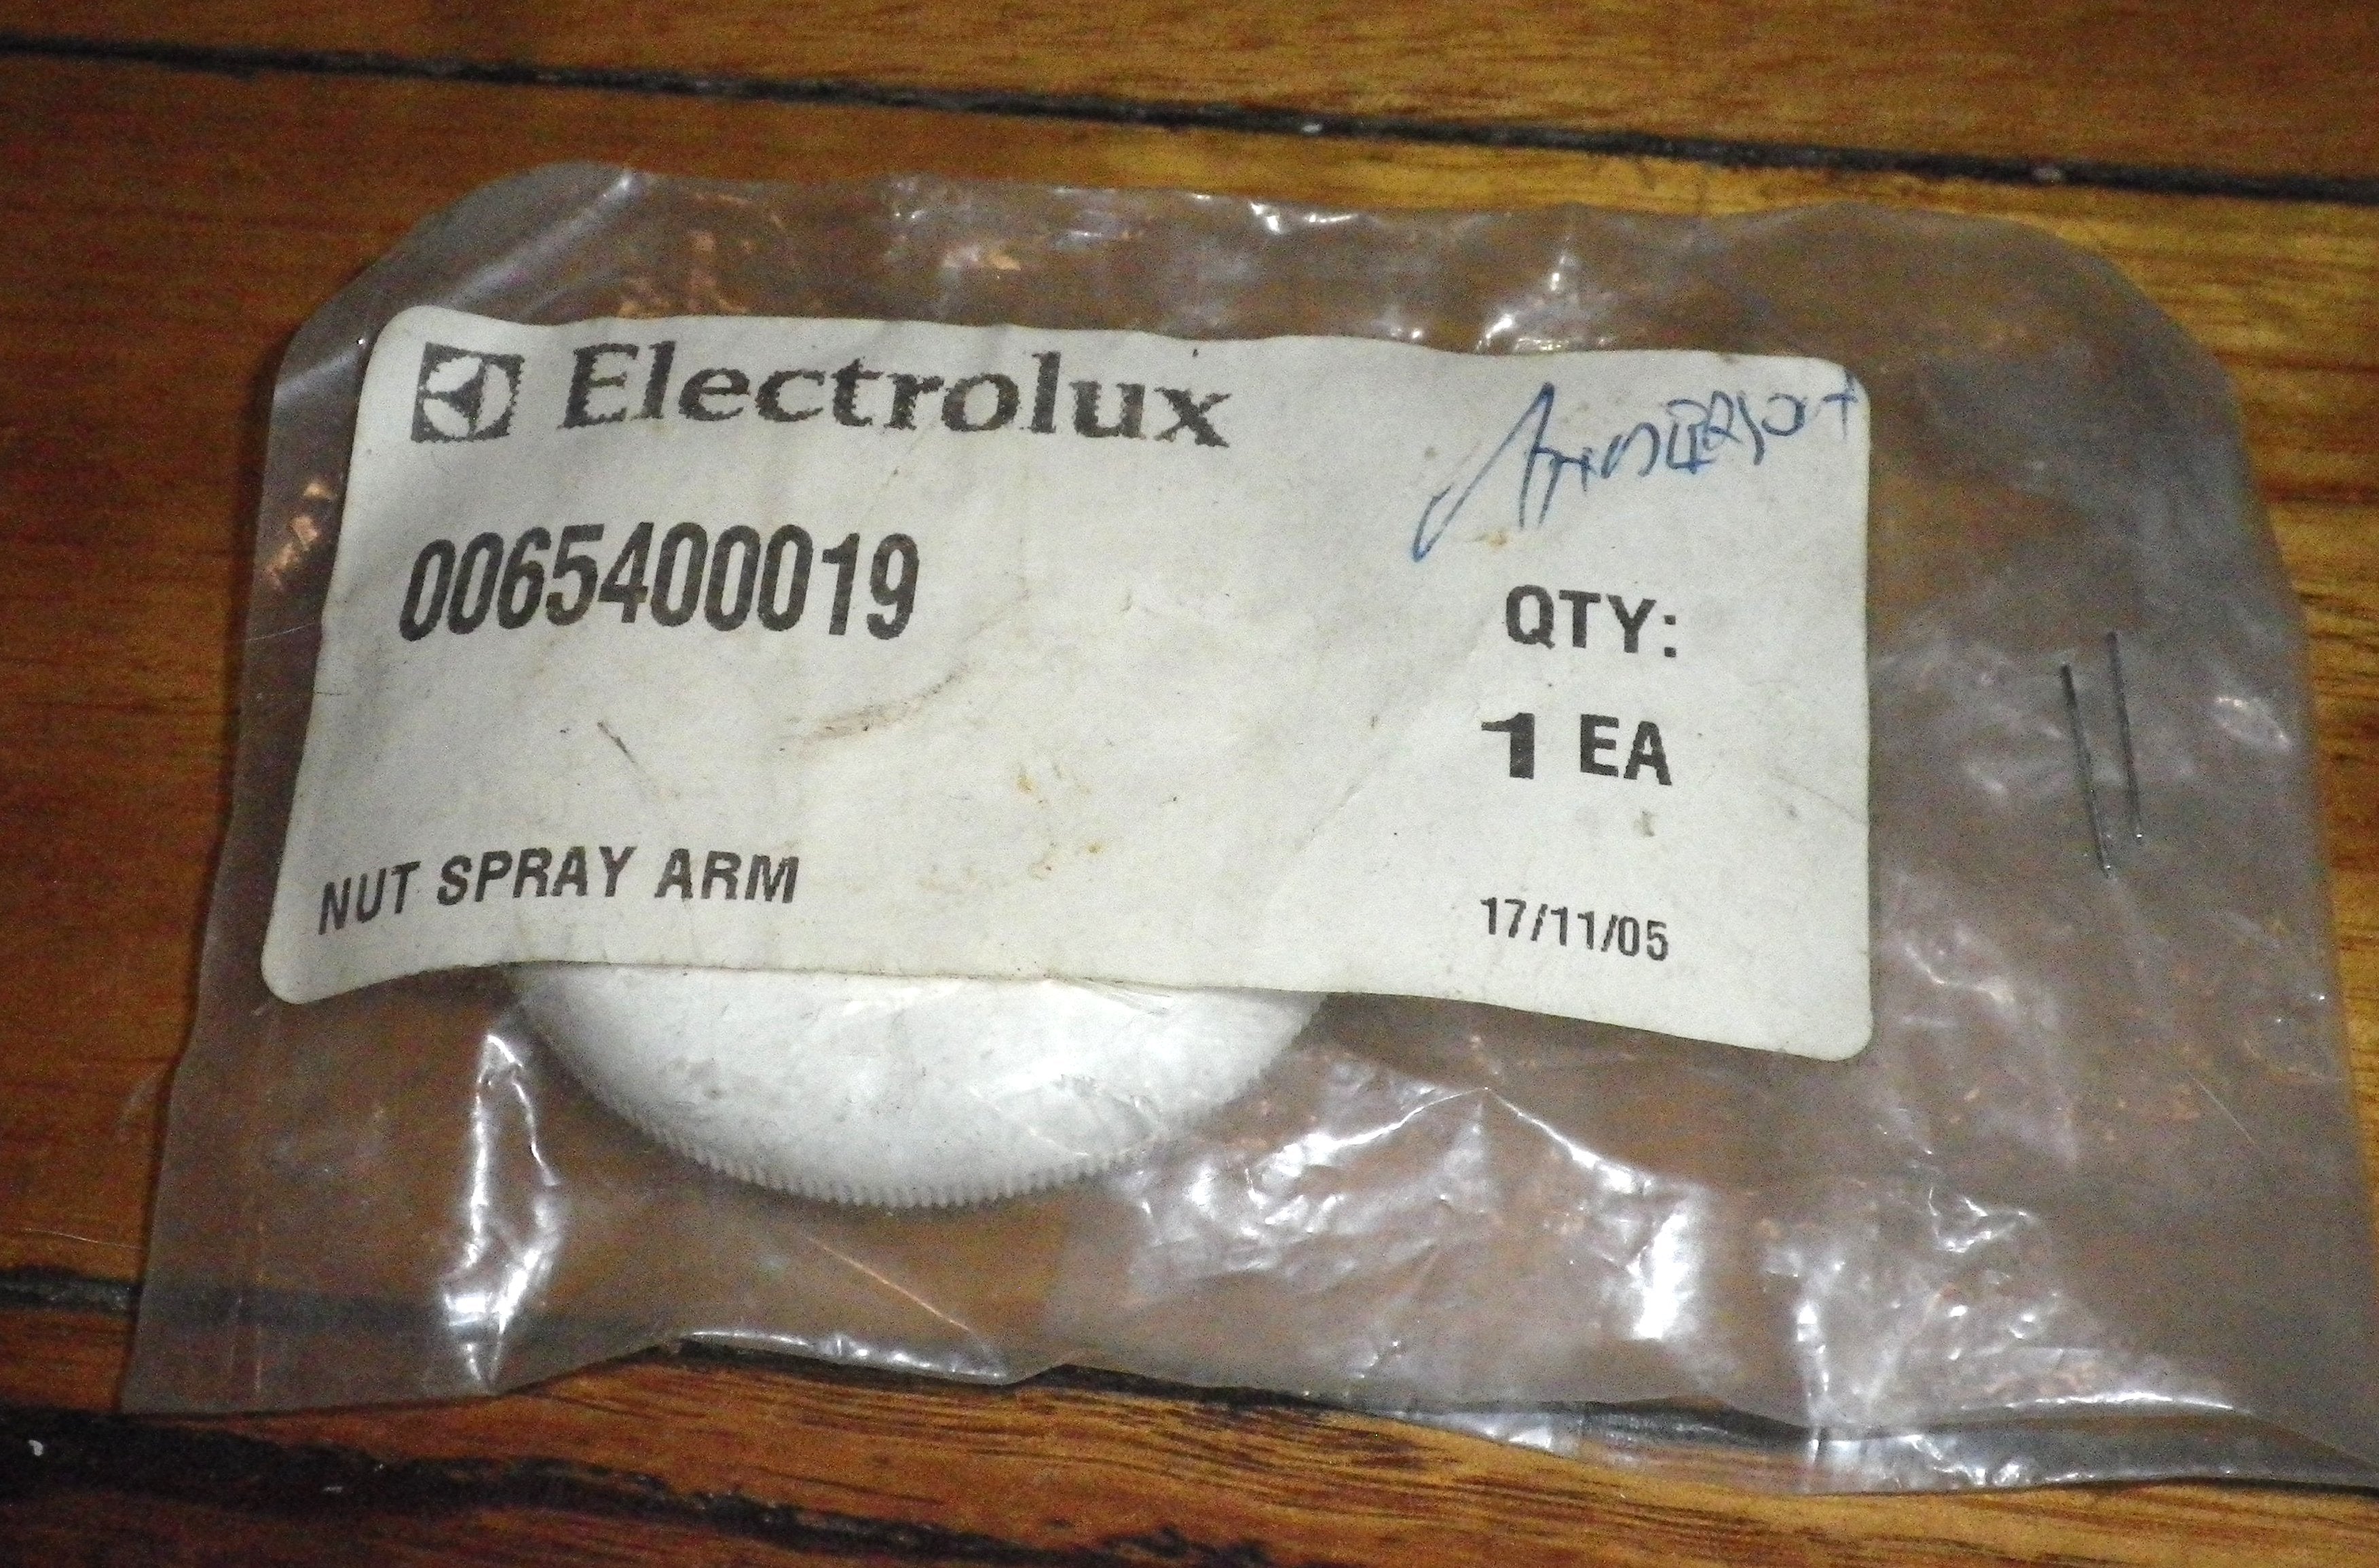 Electrolux
0065400019
QTY:
1 EA
NUT SPRAY ARM
17/11/05